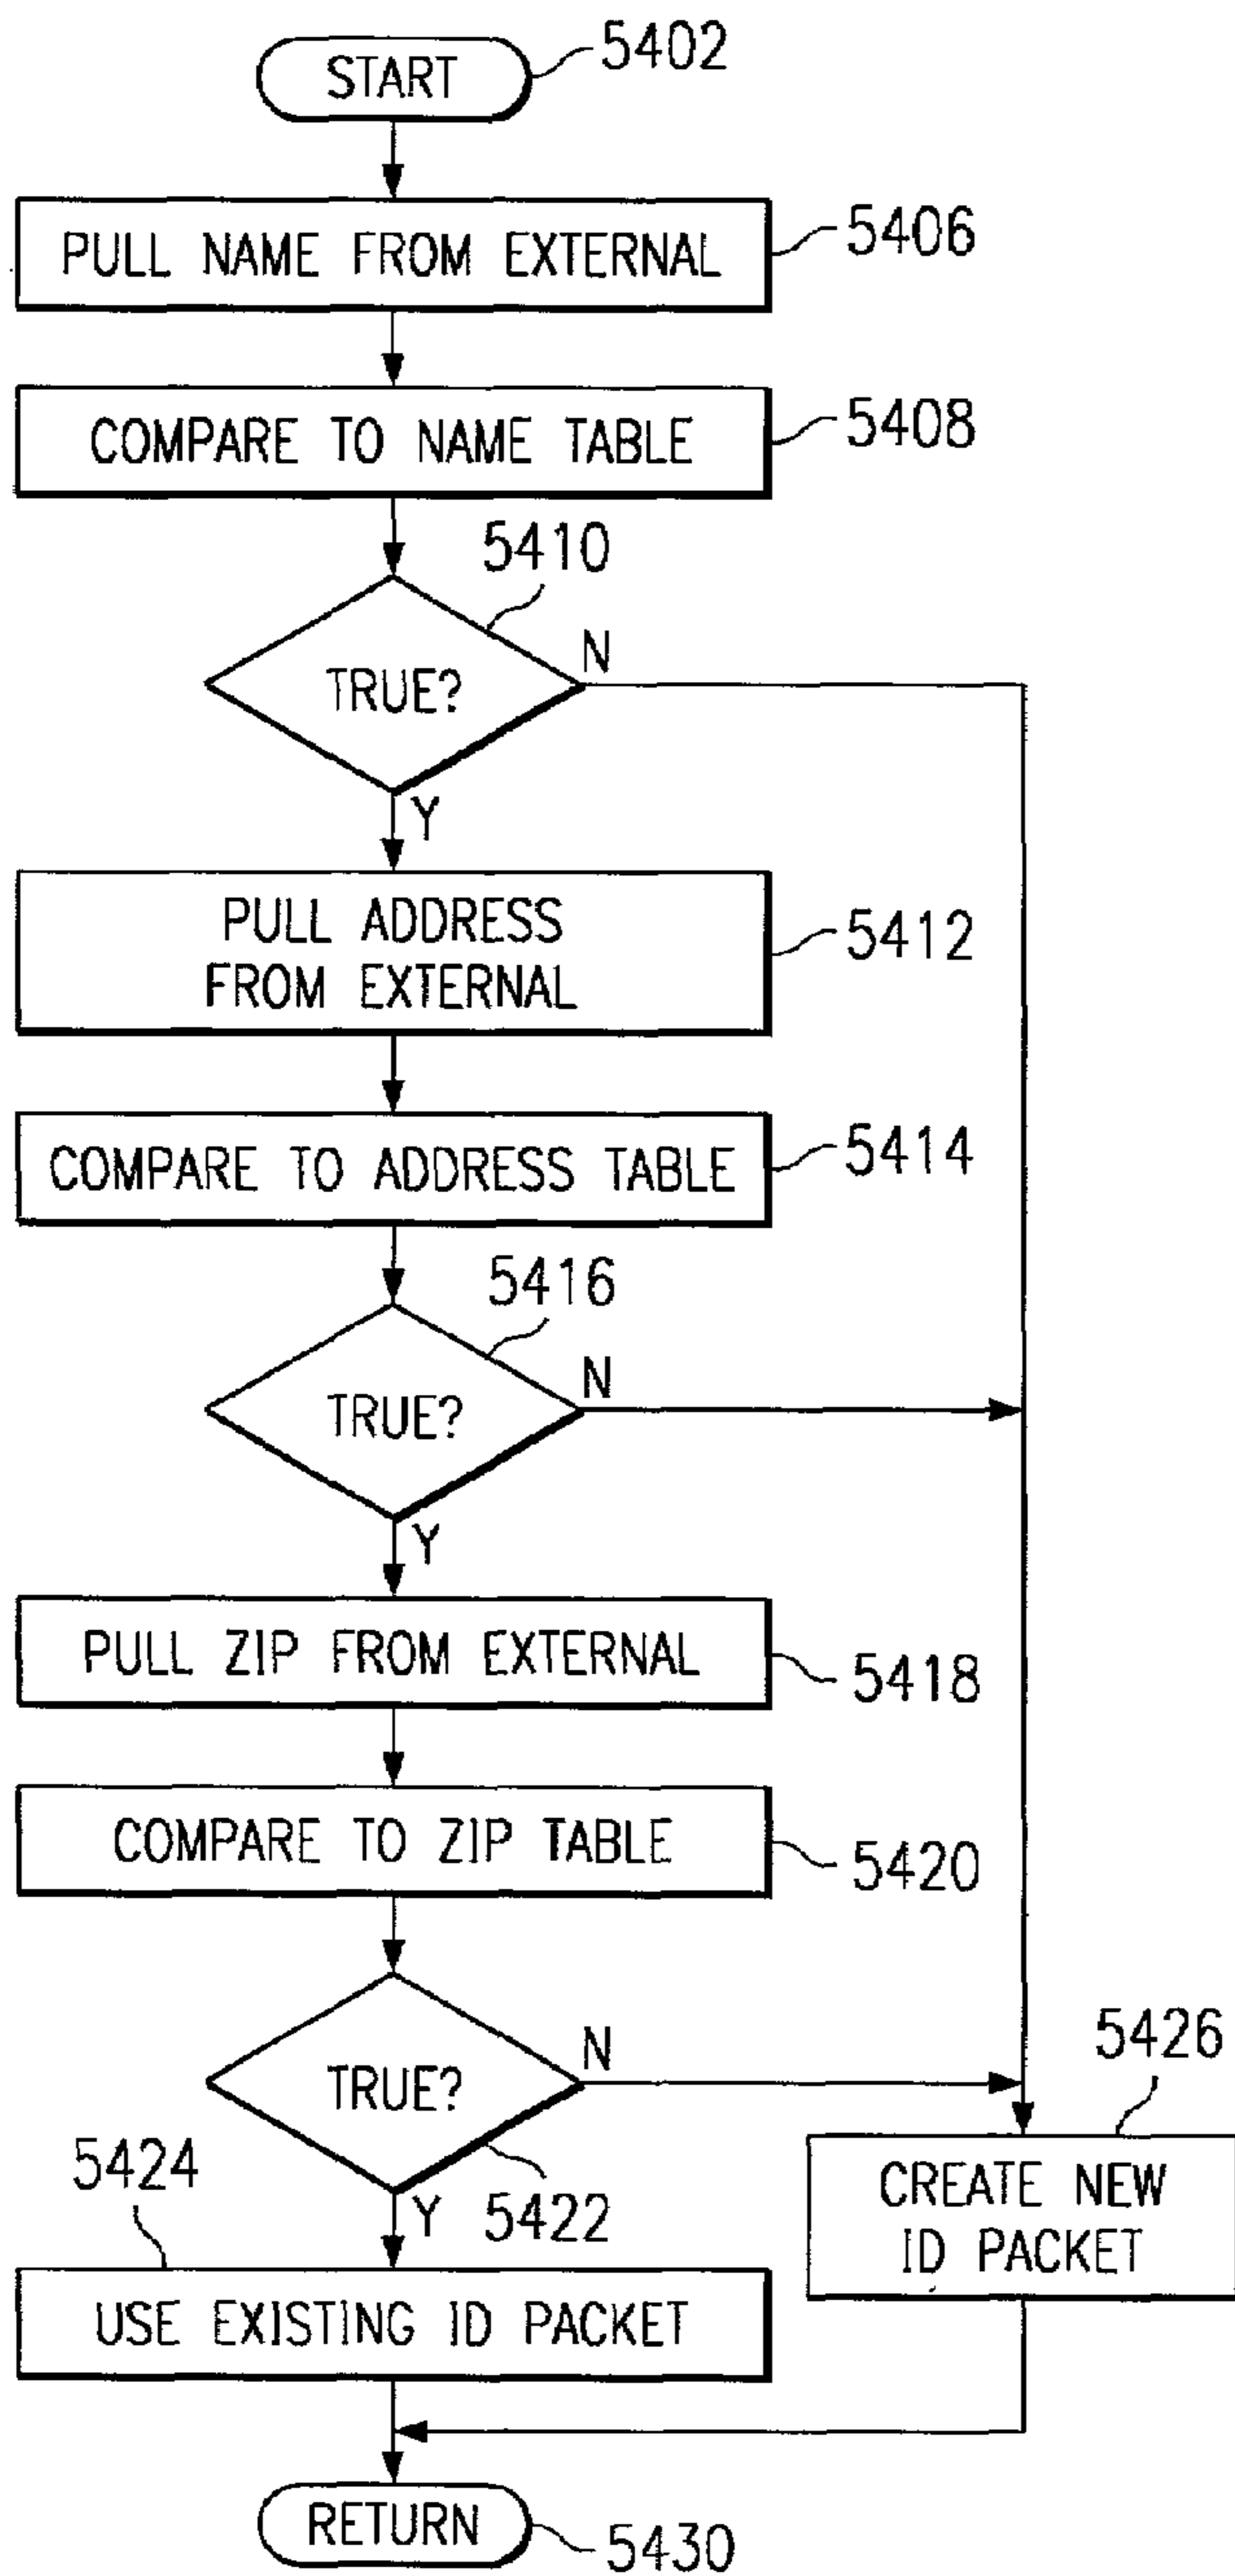 START
5402
PULL NAME FROM EXTERNAL
5406
COMPARE TO NAME TABLE
5408
5410
TRUE?
N
Y
PULL ADDRESS
FROM EXTERNAL
5412
COMPARE TO ADDRESS TABLE
5414
5416
TRUE?
N
Y
PULL ZIP FROM EXTERNAL
5418
COMPARE TO ZIP TABLE
5420
TRUE?
N
5422
Y
5426
CREATE NEW
ID PACKET
5424
USE EXISTING ID PACKET
RETURN
5430